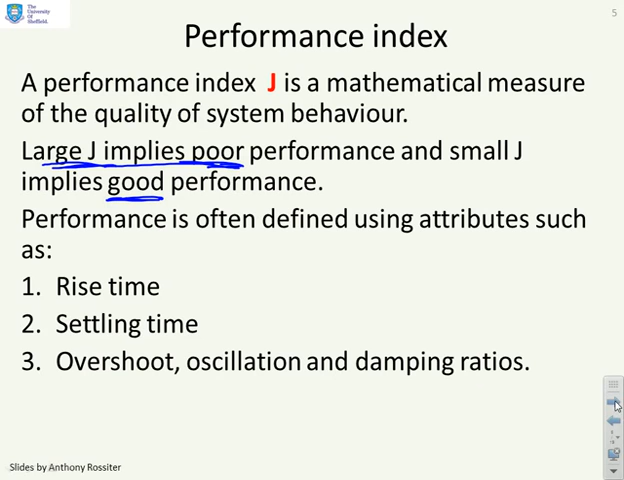 The
University
Of
Sheffield.
5
Performance index
A performance index J is a mathematical measure
of the quality of system behaviour.
Large J implies poor performance and small J
implies good performance.
Performance is often defined using attributes such
as:
1. Rise time
2. Settling time
3. Overshoot, oscillation and damping ratios.
Slides by Anthony Rossiter